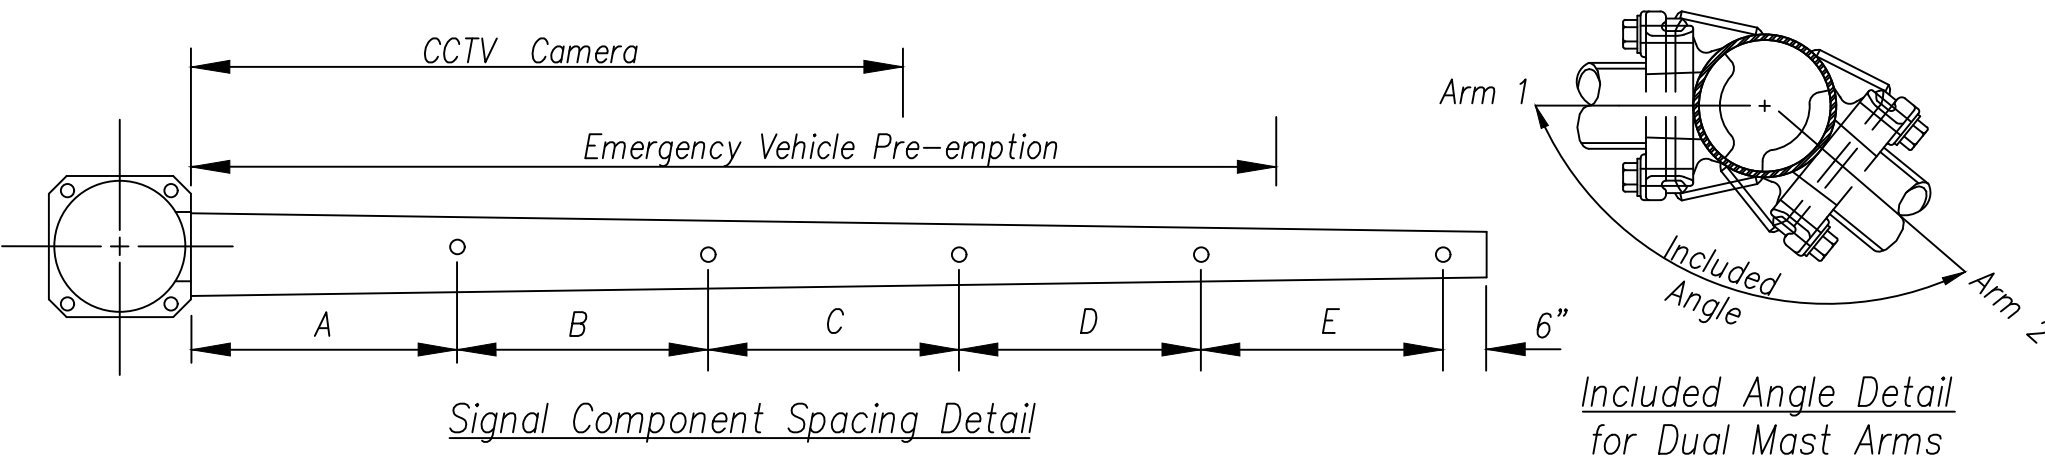 CCTV Camera
Emergency Vehicle Pre-emption
A B C D E 6”
Signal Component Spacing Detail
Arm 1
Included
Angle
Arm 2
Included Angle Detail
for Dual Mast Arms